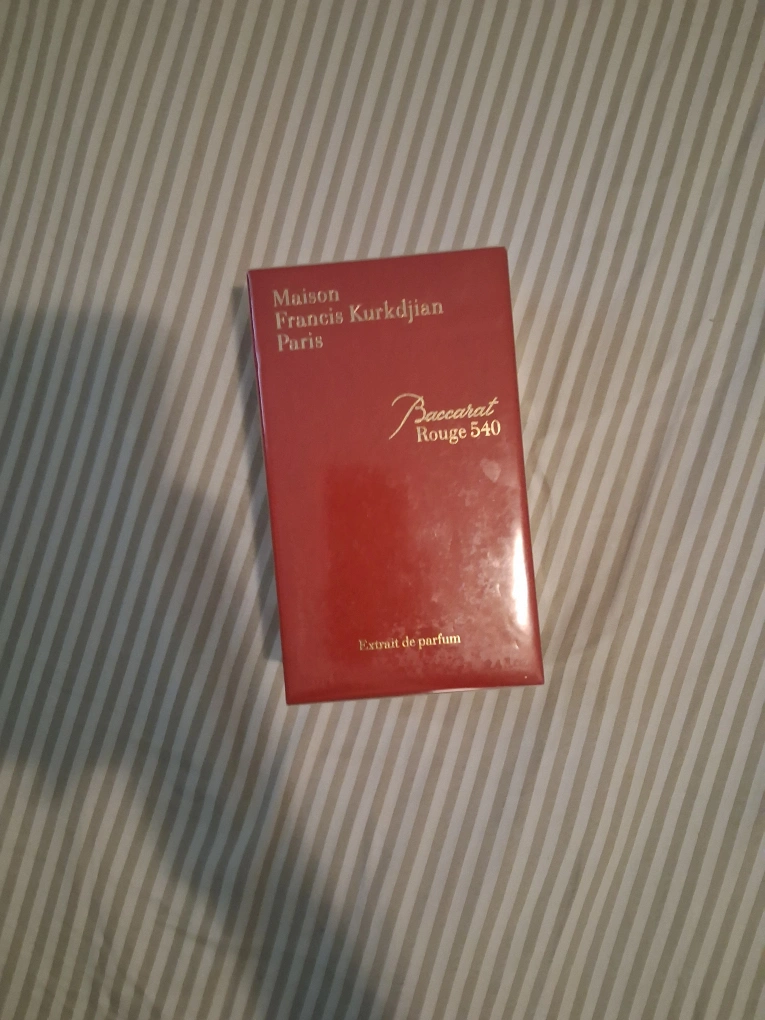 Maison
Francis Kurkdjian
Paris
Baccarat
Rouge 540
Extrait de parfum